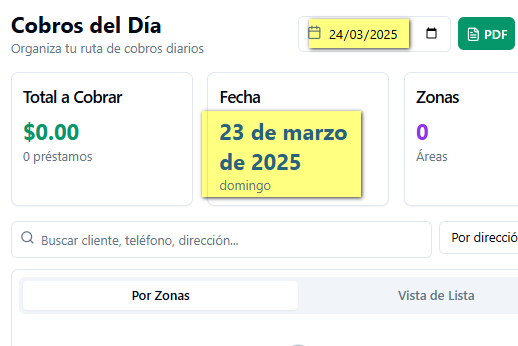 Cobros del Día
Organiza tu ruta de cobros diarios
24/03/2025
PDF
Total a Cobrar
$0.00
0 préstamos
Fecha
23 de marzo
de 2025
domingo
Zonas
0
Áreas
Buscar cliente, teléfono, dirección...
Por direcció
Por Zonas
Vista de Lista